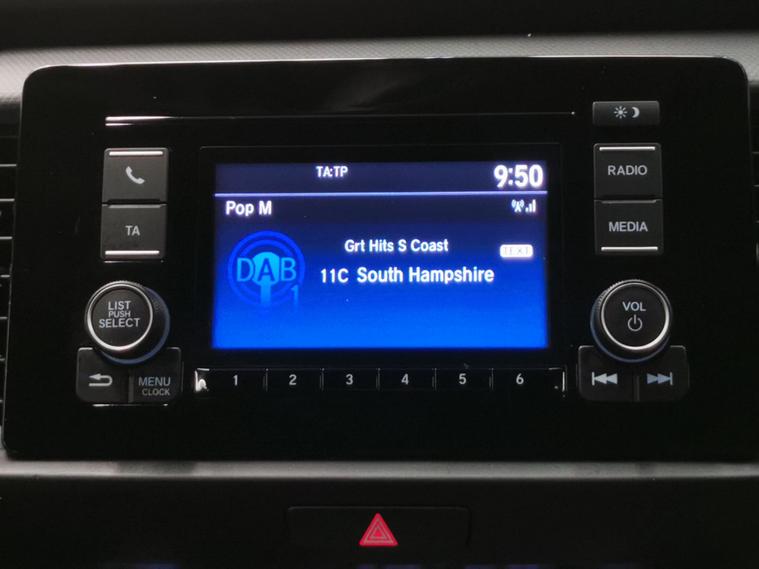 TA:TP
9:50
RADIO
TA
Pop M
MEDIA
Grt Hits S Coast
TEXT
DAB
1
11C South Hampshire
LIST
PUSH
SELECT
VOL
MENU
CLOCK
1 2 3 4 5 6